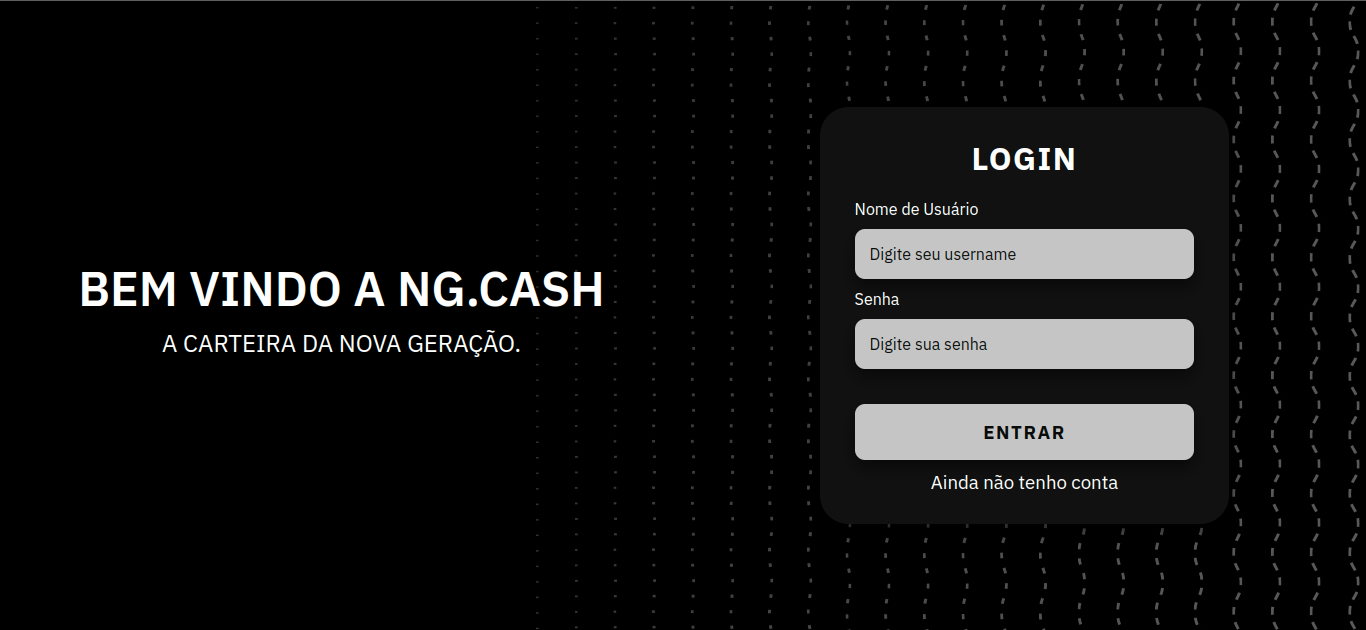 BEM VINDO A NG.CASH
A CARTEIRA DA NOVA GERAÇÃO.
LOGIN
Nome de Usuário
Digite seu username
Senha
Digite sua senha
ENTRAR
Ainda não tenho conta